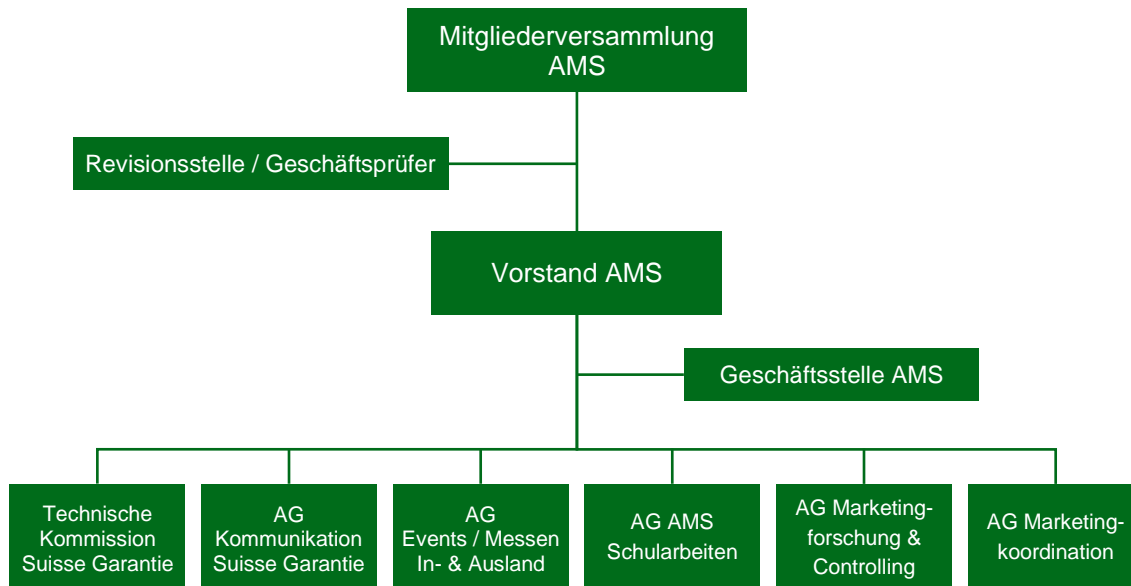 Mitgliederversammlung
AMS
Revisionsstelle / Geschäftsprüfer
Vorstand AMS
Geschäftsstelle AMS
Technische
Kommission
Suisse Garantie
AG
Kommunikation
Suisse Garantie
AG
Events / Messen
In- & Ausland
AG AMS
Schularbeiten
AG Marketing-
forschung &
Controlling
AG Marketing-
koordination